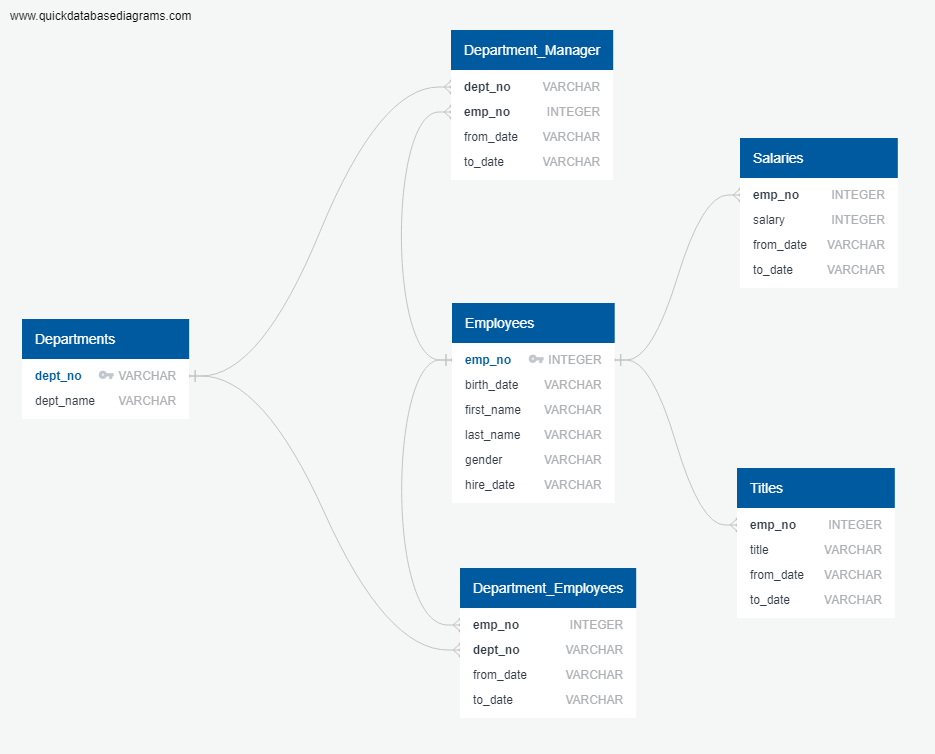 www.quickdatabasediagrams.com
Department_Manager
dept_no VARCHAR
emp_no INTEGER
from_date VARCHAR
to_date VARCHAR
Salaries
emp_no INTEGER
salary INTEGER
from_date VARCHAR
to_date VARCHAR
Departments
dept_no VARCHAR
dept_name VARCHAR
Employees
emp_no INTEGER
birth_date VARCHAR
first_name VARCHAR
last_name VARCHAR
gender VARCHAR
hire_date VARCHAR
Titles
emp_no INTEGER
title VARCHAR
from_date VARCHAR
to_date VARCHAR
Department_Employees
emp_no INTEGER
dept_no VARCHAR
from_date VARCHAR
to_date VARCHAR